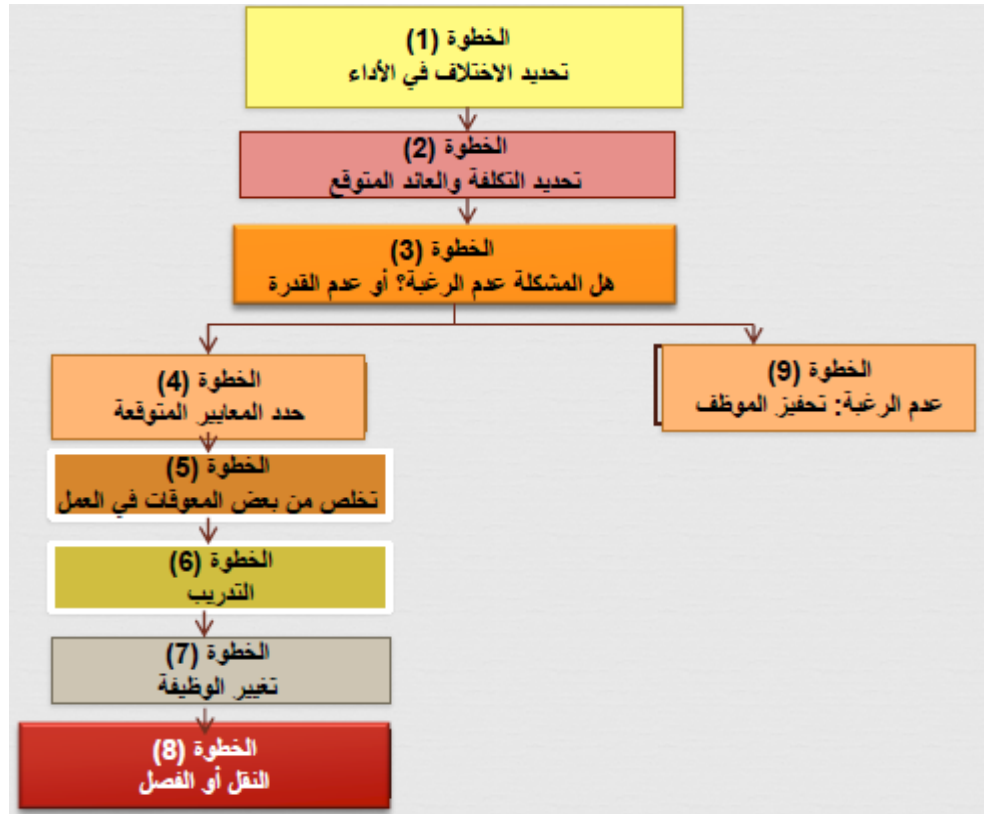 الخطوة (1)
تحديد الاختلاف في الأداء
الخطوة (2)
تحديد التكلفة والعائد المتوقع
الخطوة (3)
هل المشكلة عدم الرغبة؟ أو عدم القدرة
الخطوة (4)
حدد المعايير المتوقعة
الخطوة (5)
تخلص من بعض المعوقات في العمل
الخطوة (6)
التدريب
الخطوة (7)
تغيير الوظيفة
الخطوة (8)
النقل أو الفصل
الخطوة (9)
عدم الرغبة: تحفيز الموظف